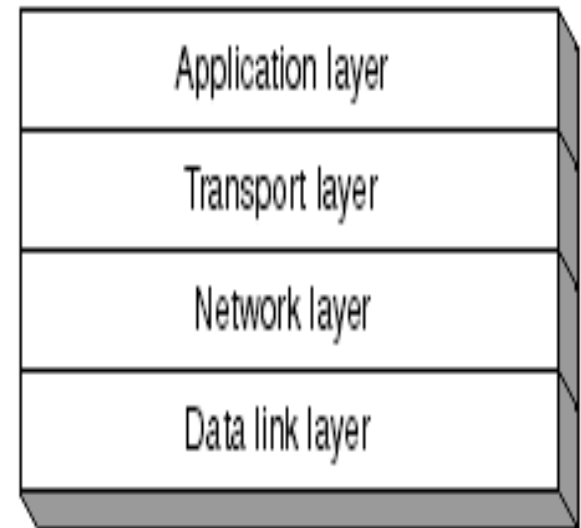 Application layer
Transport layer
Network layer
Data link layer